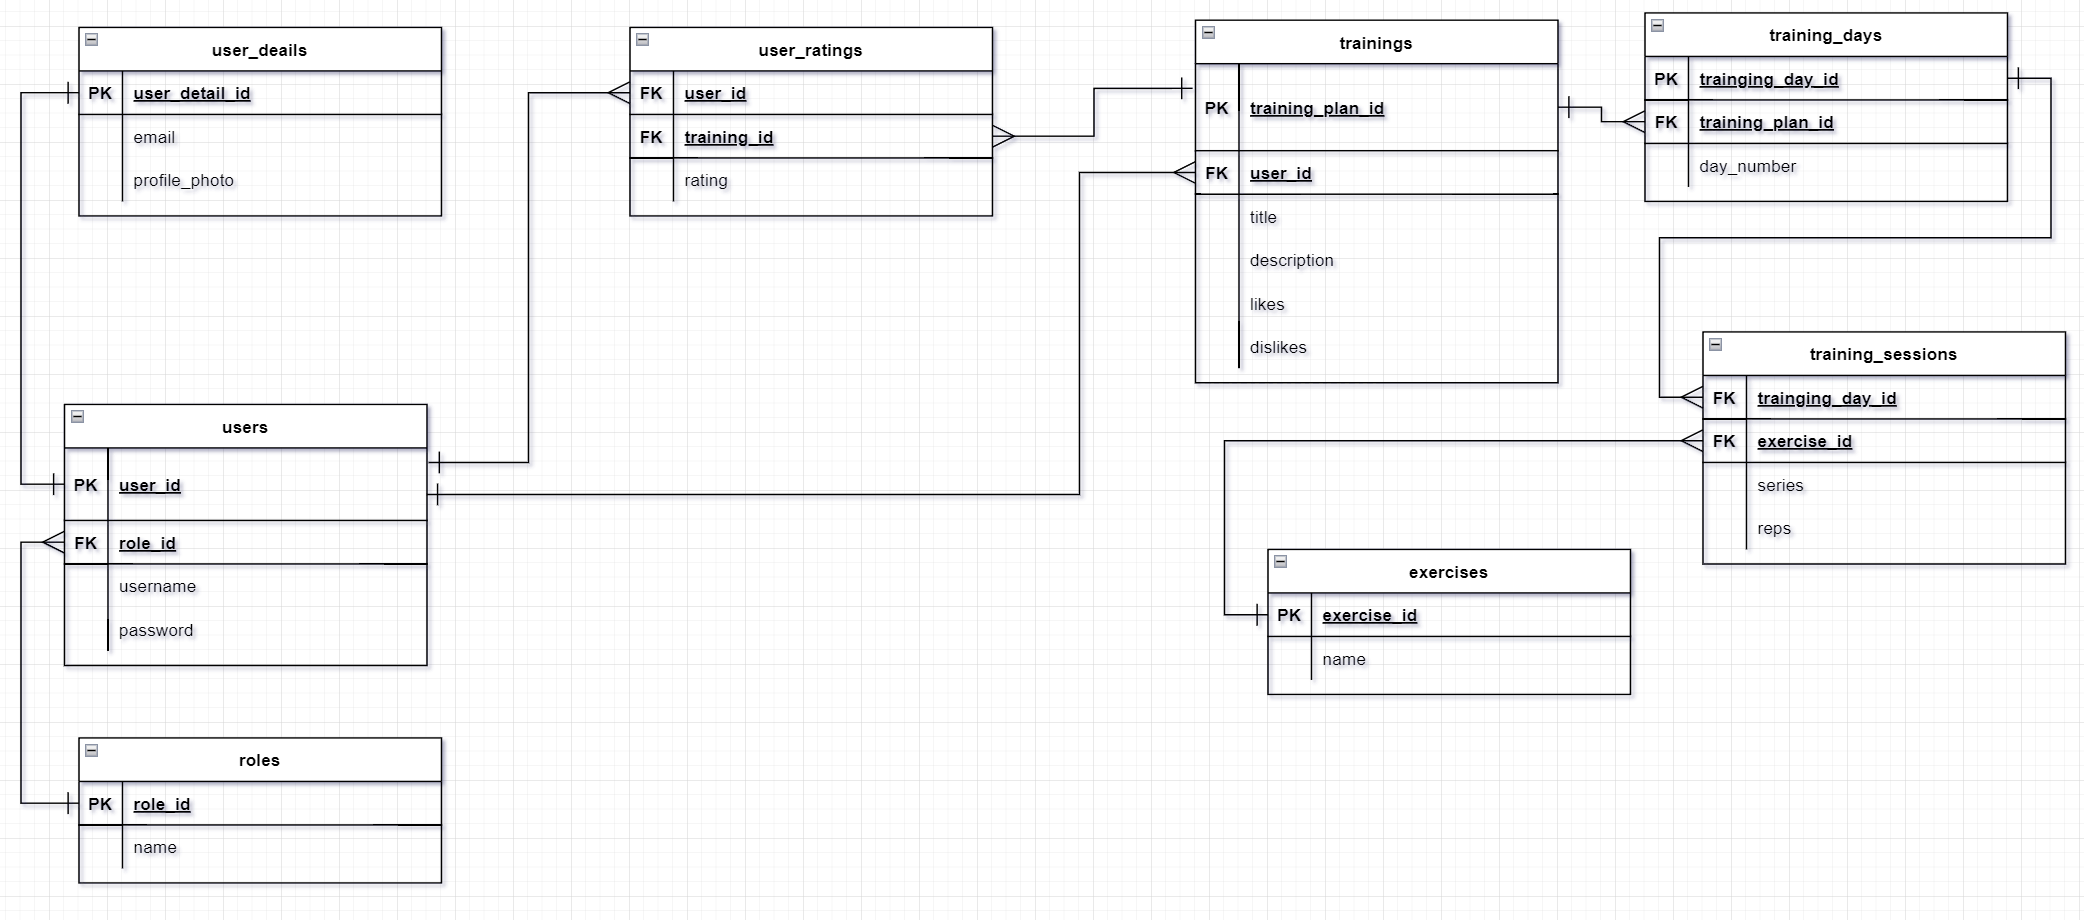 user_deails
PK user_detail_id
email
profile_photo
user_ratings
FK user_id
FK training_id
rating
trainings
PK training_plan_id
FK user_id
title
description
likes
dislikes
training_days
PK trainging_day_id
FK training_plan_id
day_number
users
PK user_id
FK role_id
username
password
training_sessions
FK trainging_day_id
FK exercise_id
series
reps
exercises
PK exercise_id
name
roles
PK role_id
name